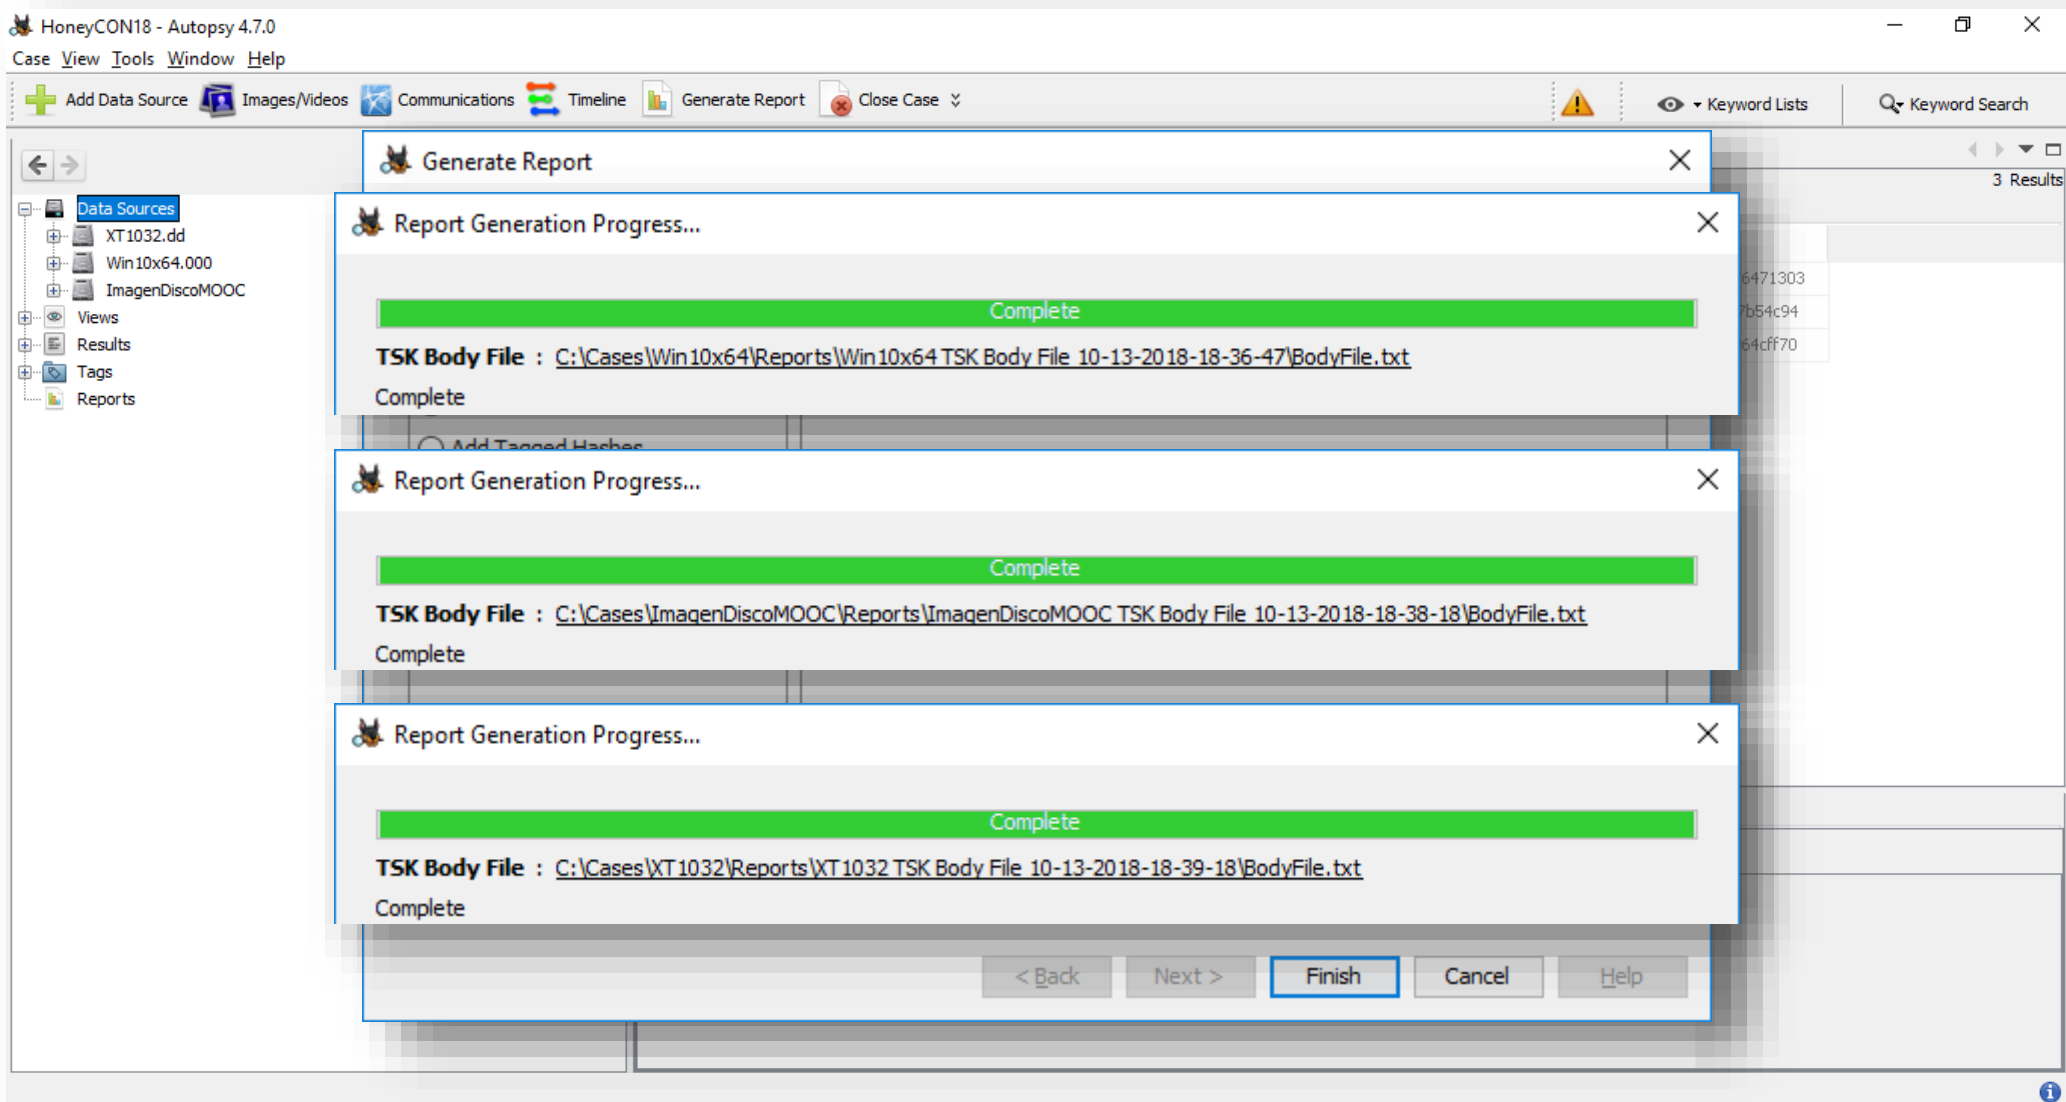 HoneyCON18 - Autopsy 4.7.0
Case View Tools Window Help
Add Data Source Images/Videos Communications Timeline Generate Report Close Case Keyword Lists Keyword Search
Generate Report
3 Results
Data Sources
XT1032.dd
Win10x64.000
ImagenDiscoMOOC
Views
Results
Tags
Reports
6471303
7b54c94
64cff70
Report Generation Progress...
Complete
TSK Body File : C:\Cases\Win10x64\Reports\Win10x64 TSK Body File 10-13-2018-18-36-47\BodyFile.txt
Complete
Add Tagged Hashes
Report Generation Progress...
Complete
TSK Body File : C:\Cases\ImagenDiscoMOOC\Reports\ImagenDiscoMOOC TSK Body File 10-13-2018-18-38-18\BodyFile.txt
Complete
Report Generation Progress...
Complete
TSK Body File : C:\Cases\XT1032\Reports\XT1032 TSK Body File 10-13-2018-18-39-18\BodyFile.txt
Complete
< Back Next > Finish Cancel Help